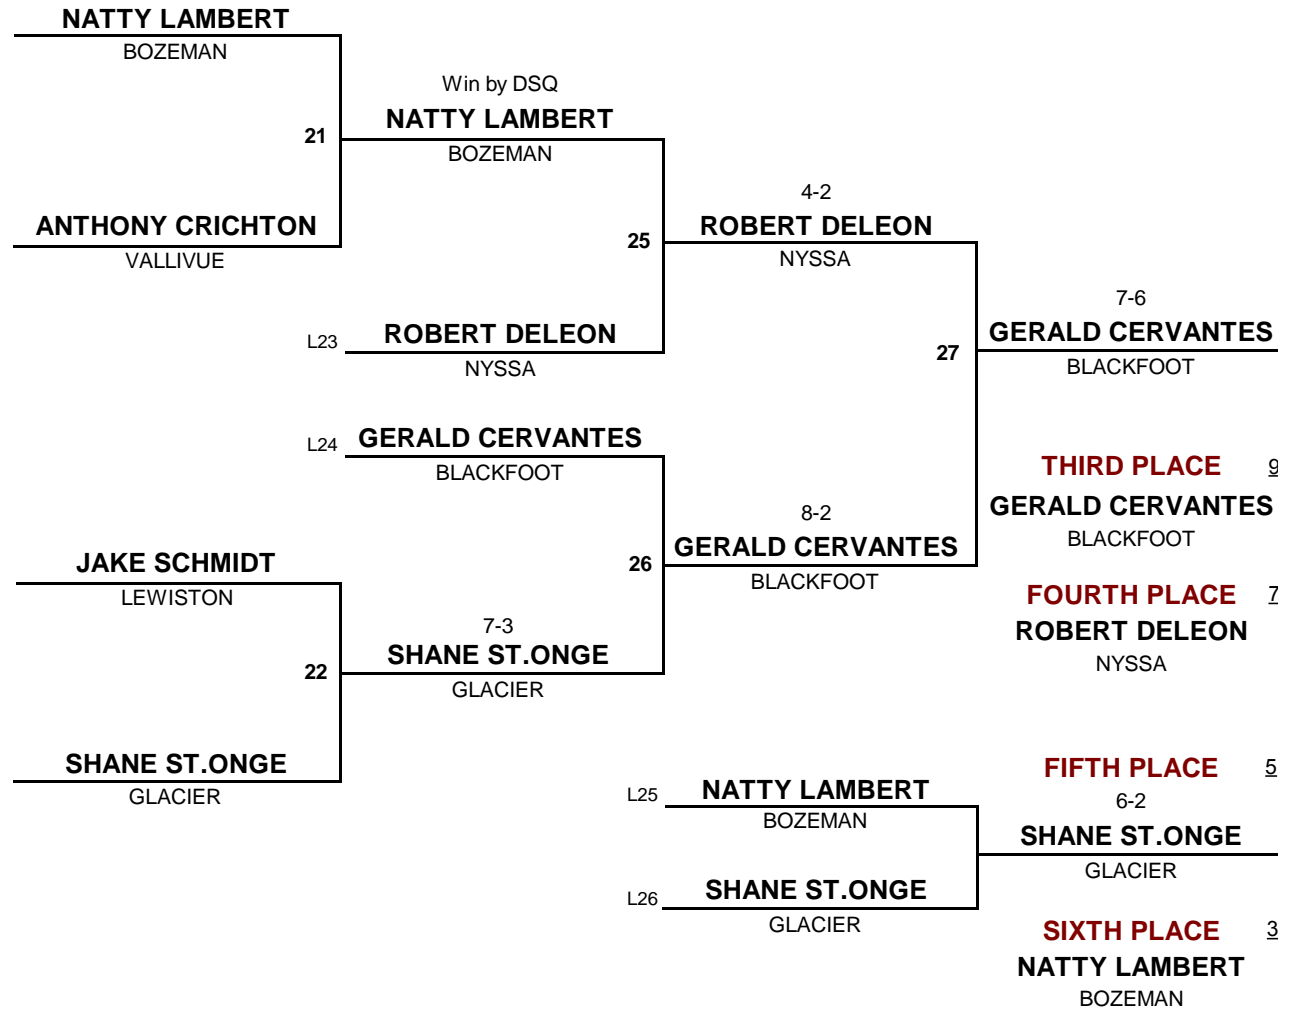 NATTY LAMBERT
BOZEMAN
21
ANTHONY CRICHTON
VALLIVUE
Win by DSQ
NATTY LAMBERT
BOZEMAN
25
L23 ROBERT DELEON
NYSSA
4-2
ROBERT DELEON
NYSSA
27
7-6
GERALD CERVANTES
BLACKFOOT
L24 GERALD CERVANTES
BLACKFOOT
26
8-2
GERALD CERVANTES
BLACKFOOT
JAKE SCHMIDT
LEWISTON
22
SHANE ST.ONGE
GLACIER
7-3
SHANE ST.ONGE
GLACIER
THIRD PLACE 9
GERALD CERVANTES
BLACKFOOT
FOURTH PLACE 7
ROBERT DELEON
NYSSA
L25 NATTY LAMBERT
BOZEMAN
L26 SHANE ST.ONGE
GLACIER
FIFTH PLACE 5
6-2
SHANE ST.ONGE
GLACIER
SIXTH PLACE 3
NATTY LAMBERT
BOZEMAN